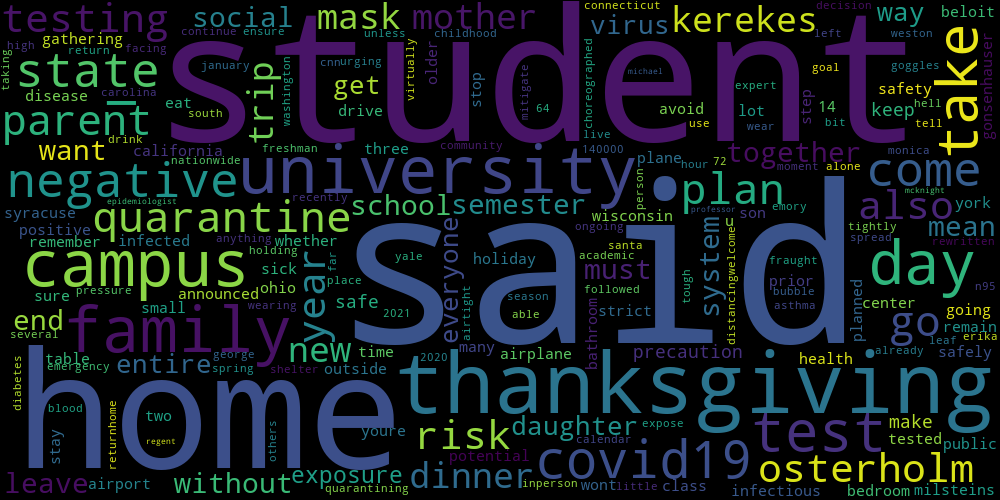 testing social mask mother virus kerekes way beloit
connecticut decision
high return continue ensure unless childhood facing left weston
gathering
taking state trip washington cnn urging get virtually older stop mitigate choreographed michael goal goggles take gonsenhauser
student
disease carolina eat south drive 64 avoid lot expert step 14 safety keep hell
parent drink use wear bit tell
want california freshman three community live 140000 plane hour 72 together moment alone monica come
negative nationwide university recently person plan
epidemiologist professor emory mcknight
syracuse quarantine school semester wisconsin son also york
positive remember infected anything whether ongoing system tightly spread mean
holding far yale holiday santa academic distancingwelcomeu fraught rewritten
campus sick year place everyone said must tough prior day n95
sure pressure announced ohio safe season followed bubble asthma center
small wearing 2021 airtight able bathroom strict planned going
end family new time many airplane precaution go remain
several george leaf erika
table entire outside 2020 health already safely
emergency spring shelter
diabetes home thanksgiving
blood two others youre risk daughter calendar expose test make
stay returnhome regent potential tested public
leave airport without exposure dinner covid19 osterholm
quarantining inperson wont little class infectious bedroom milsteins